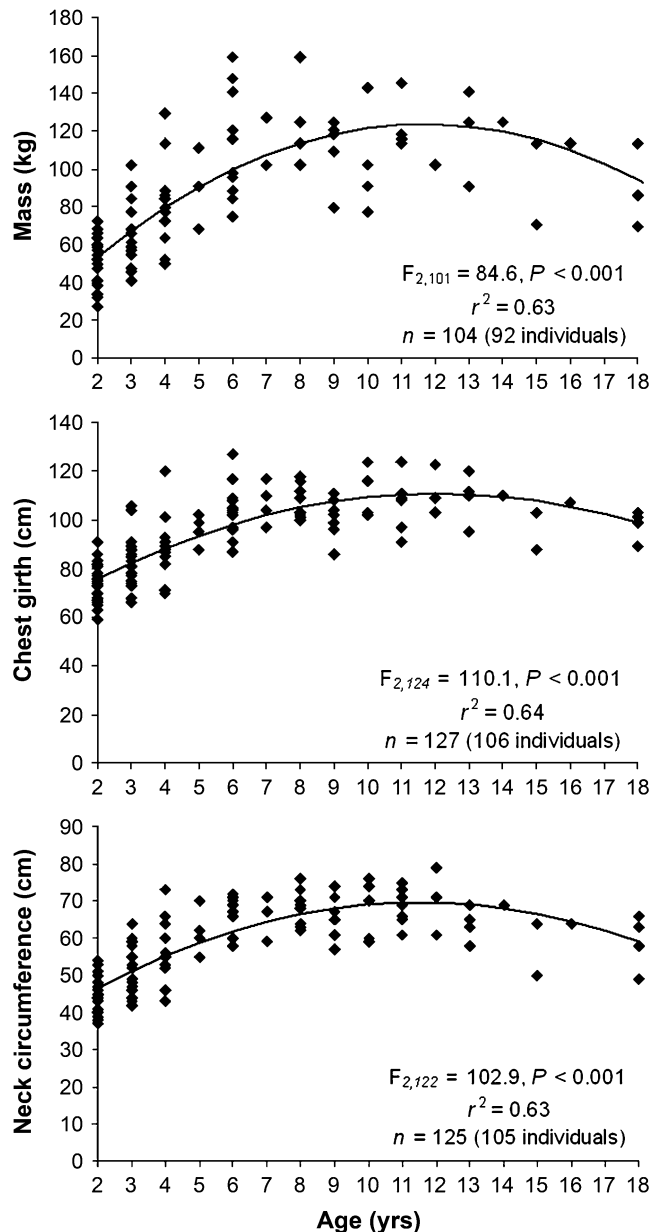 Mass (kg)
180
160
140
120
100
80
60
40
20
0
F2,101 = 84.6, P < 0.001
r2 = 0.63
n = 104 (92 individuals)
2 3 4 5 6 7 8 9 10 11 12 13 14 15 16 17 18
Chest girth (cm)
140
120
100
80
60
40
20
0
F2,124 = 110.1, P < 0.001
r2 = 0.64
n = 127 (106 individuals)
2 3 4 5 6 7 8 9 10 11 12 13 14 15 16 17 18
Neck circumference (cm)
90
80
70
60
50
40
30
20
10
0
F2,122 = 102.9, P < 0.001
r2 = 0.63
n = 125 (105 individuals)
2 3 4 5 6 7 8 9 10 11 12 13 14 15 16 17 18
Age (yrs)